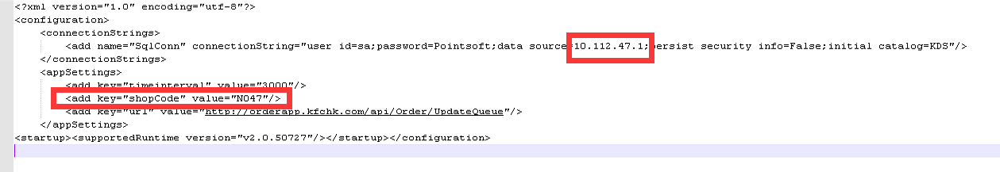 <?xml version="1.0" encoding="utf-8"?>
<configuration>
<connectionStrings>
<add name="SqlConn" connectionString="user id=sa;password=Pointsoft;data source=10.112.47.1;persist security info=False;initial catalog=KDS"/>
</connectionStrings>
<appSettings>
<add key="timeinterval" value="3000"/>
<add key="shopCode" value="N047"/>
<add key="url" value="http://orderapp.kfchk.com/api/Order/UpdateQueue"/>
</appSettings>
<startup><supportedRuntime version="v2.0.50727"/></startup></configuration>